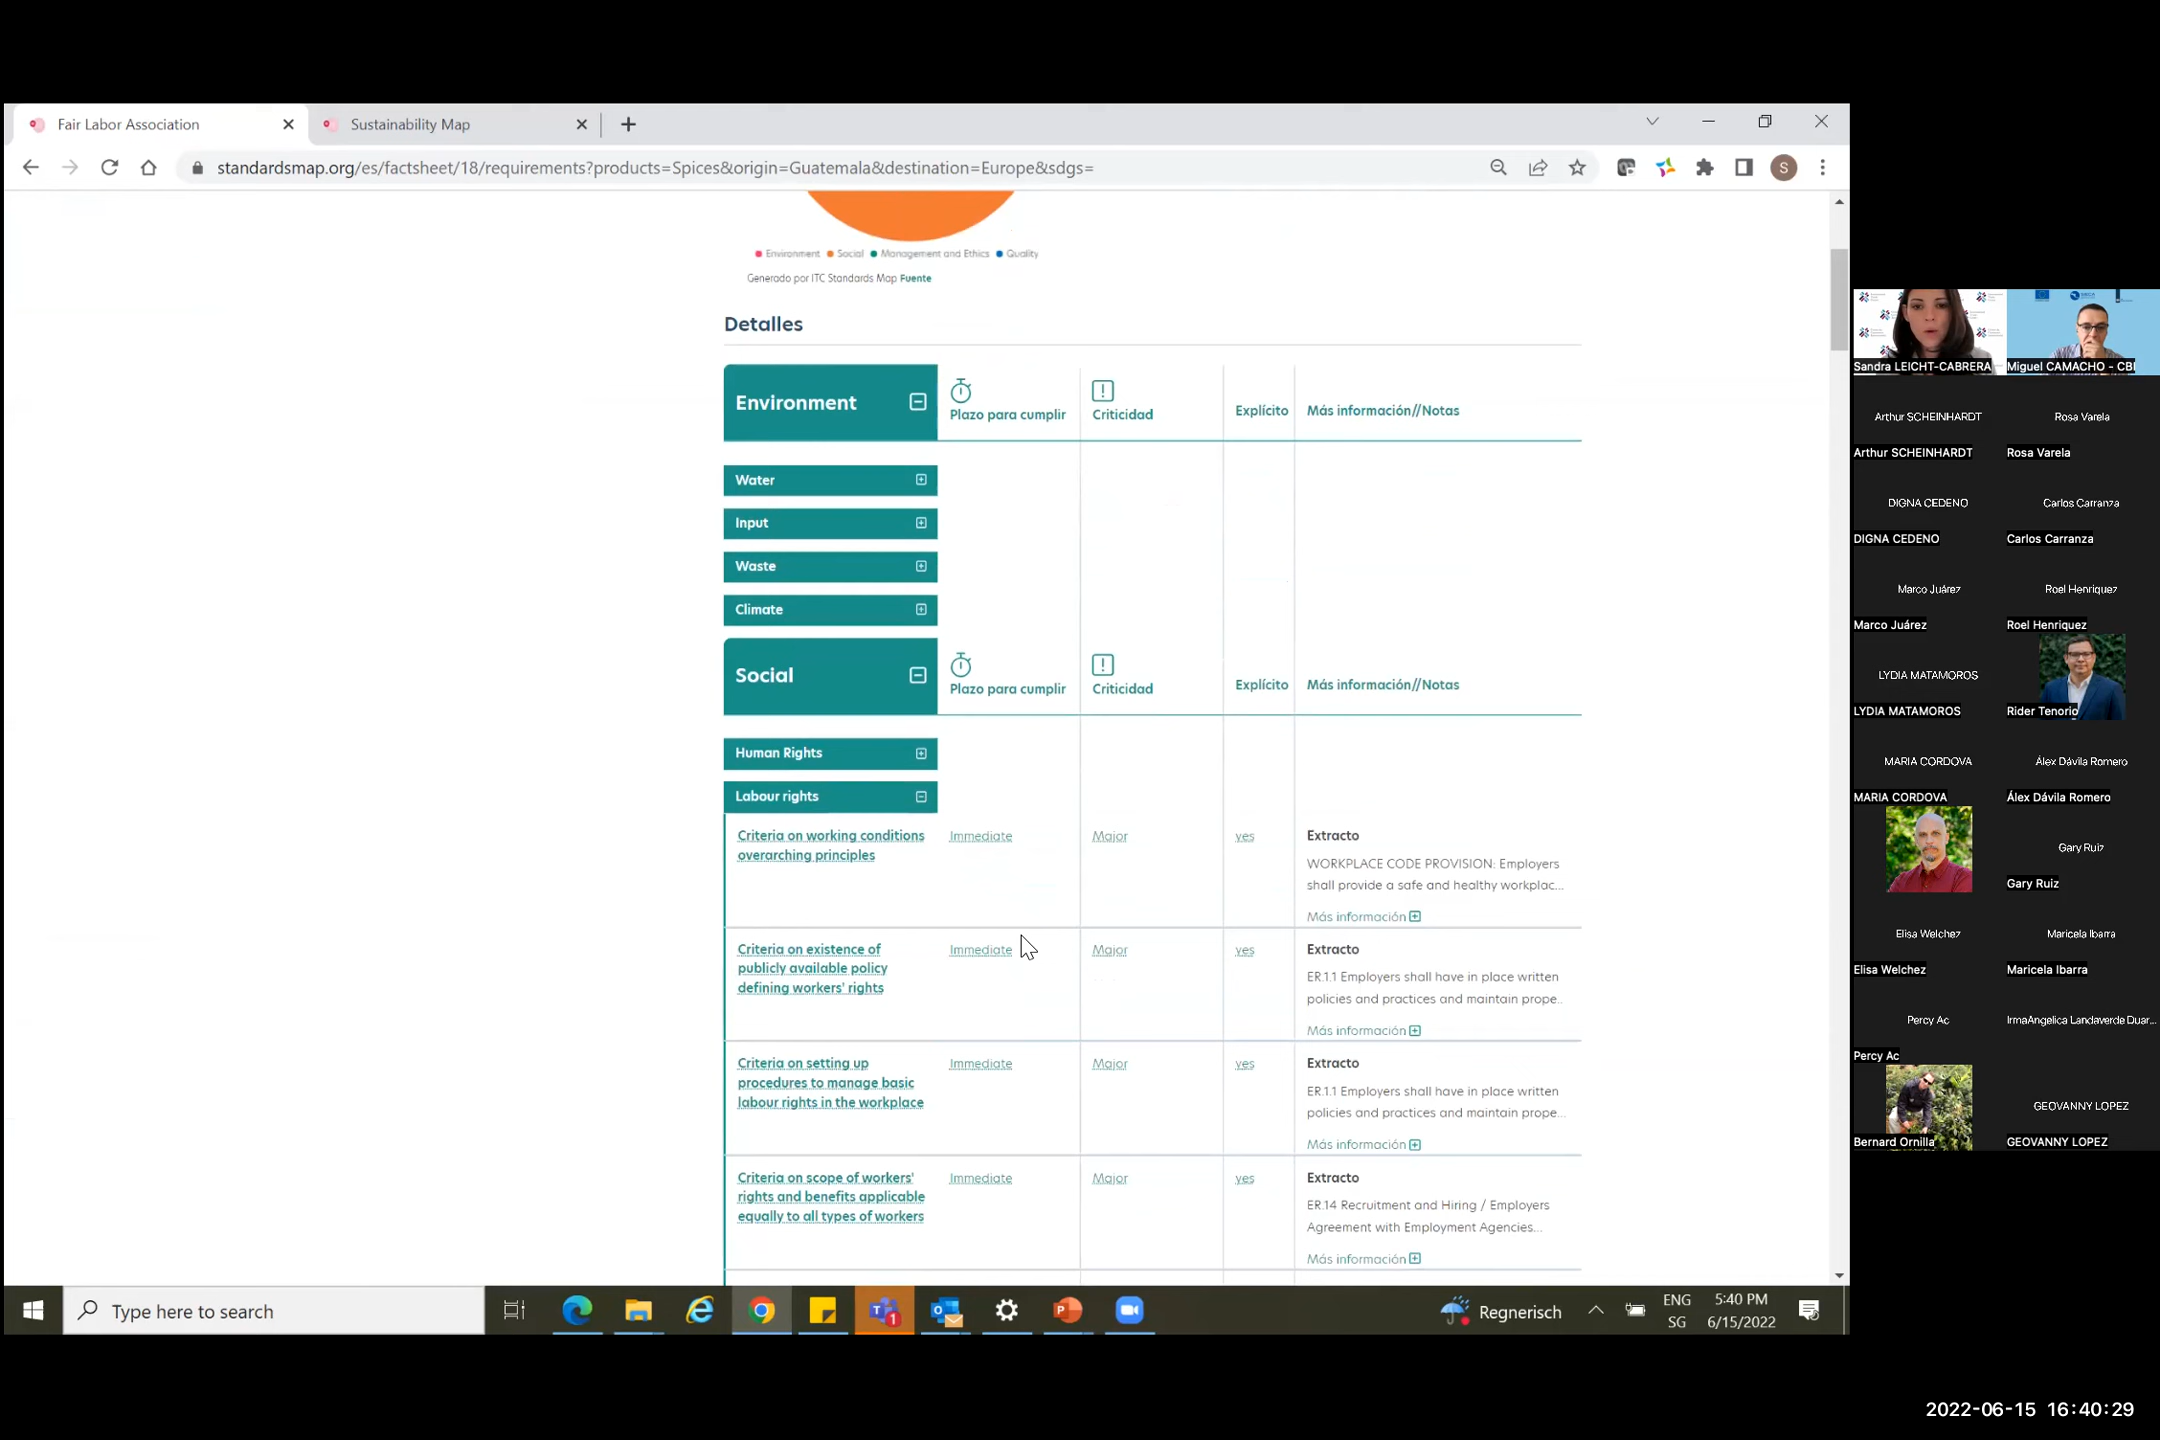 Fair Labor Association
Sustainability Map
standardsmap.org/es/factsheet/18/requirements?products=Spices&origin=Guatemala&destination=Europe&sdgs=
S
Environment Social Management and Ethics Quality
Generado por ITC Standards Map Fuente
Detalles
Environment
Plazo para cumplir
Criticidad
Explícito
Más información//Notas
Water
Input
Waste
Climate
Social
Plazo para cumplir
Criticidad
Explícito
Más información//Notas
Human Rights
Labour rights
Criteria on working conditions
overarching principles
Immediate
Major
yes
Extracto
WORKPLACE CODE PROVISION: Employers
shall provide a safe and healthy workplac...
Más información
Criteria on existence of
publicly available policy
defining workers' rights
Immediate
Major
yes
Extracto
ER.1.1 Employers shall have in place written
policies and practices and maintain prope..
Más información
Criteria on setting up
procedures to manage basic
labour rights in the workplace
Immediate
Major
yes
Extracto
ER.1.1 Employers shall have in place written
policies and practices and maintain prope...
Más información
Criteria on scope of workers'
rights and benefits applicable
equally to all types of workers
Immediate
Major
yes
Extracto
ER.14 Recruitment and Hiring / Employers
Agreement with Employment Agencies...
Más información
Type here to search
1
Regnerisch
ENG
SG
5:40 PM
6/15/2022
Sandra LEICHT-CABRERA
Miguel CAMACHO - CBI
Arthur SCHEINHARDT
Arthur SCHEINHARDT
Rosa Varela
Rosa Varela
DIGNA CEDENO
DIGNA CEDENO
Carlos Carranza
Carlos Carranza
Marco Juárez
Marco Juárez
Roel Henriquez
Roel Henriquez
LYDIA MATAMOROS
LYDIA MATAMOROS
Rider Tenorio
MARIA CORDOVA
MARIA CORDOVA
Álex Dávila Romero
Álex Dávila Romero
Gary Ruiz
Gary Ruiz
Elisa Welchez
Elisa Welchez
Maricela Ibarra
Maricela Ibarra
Percy Ac
Percy Ac
IrmaAngelica Landaverde Duar...
Bernard Ornilla
GEOVANNY LOPEZ
GEOVANNY LOPEZ
2022-06-15 16:40:29